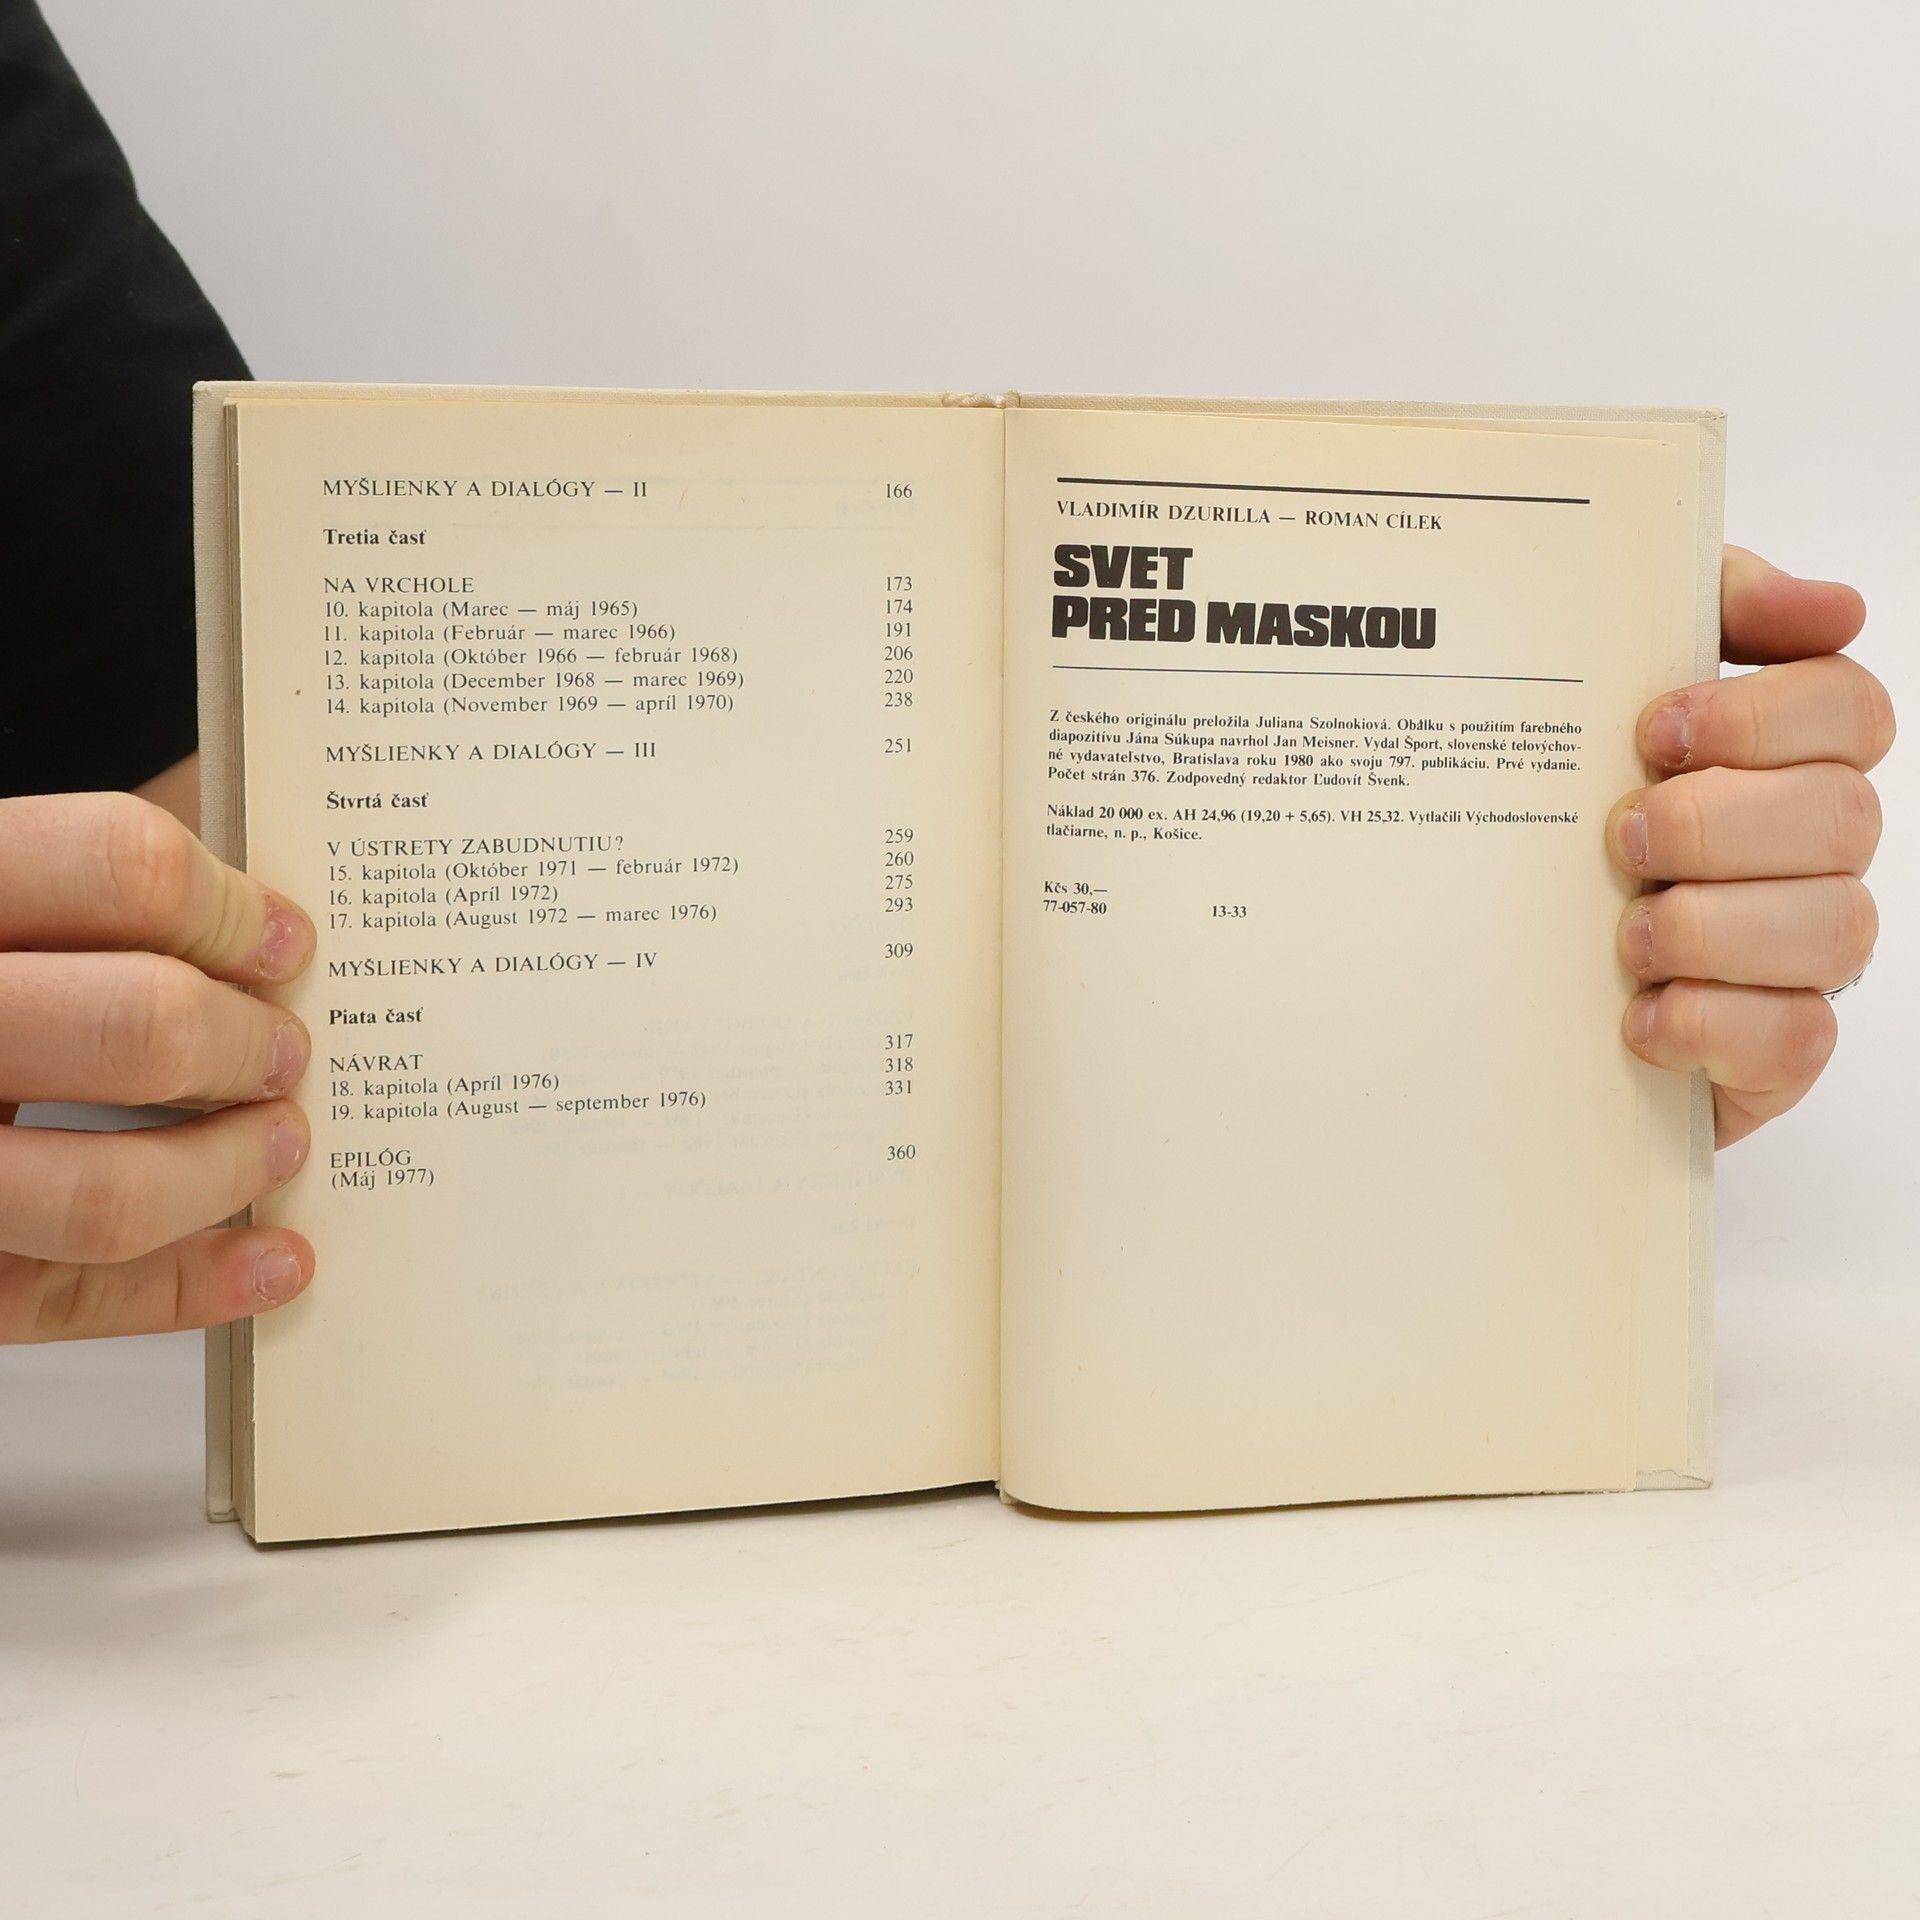 MYŠLIENKY A DIALÓGY — II 166
Tretia časť
NA VRCHOLE 173
10. kapitola (Marec — máj 1965) 174
11. kapitola (Február — marec 1966) 191
12. kapitola (Október 1966 — február 1968) 206
13. kapitola (December 1968 — marec 1969) 220
14. kapitola (November 1969 — apríl 1970) 238
MYŠLIENKY A DIALÓGY — III 251
Štvrtá časť
V ÚSTRETY ZABUDNUTIU? 259
15. kapitola (Október 1971 — február 1972) 260
16. kapitola (Apríl 1972) 275
17. kapitola (August 1972 — marec 1976) 293
MYŠLIENKY A DIALÓGY — IV 309
Piata časť
NÁVRAT 317
18. kapitola (Apríl 1976) 318
19. kapitola (August — september 1976) 331
EPILÓG 360
(Máj 1977)
VLADIMÍR DZURILLA — ROMAN CÍLEK
SVET
PRED MASKOU
Z českého originálu preložila Juliana Szolnokiová. Obálku s použitím farebného
diapozitívu Jána Súkupa navrhol Jan Meisner. Vydal Šport, slovenské telovýchov-
né vydavateľstvo, Bratislava roku 1980 ako svoju 797. publikáciu. Prvé vydanie.
Počet strán 376. Zodpovedný redaktor Ľudovít Švenk.
Náklad 20 000 ex. AH 24,96 (19,20 + 5,65). VH 25,32. Vytlačili Východoslovenské
tlačiarne, n. p., Košice.
Kčs 30,—
77-057-80 13-33